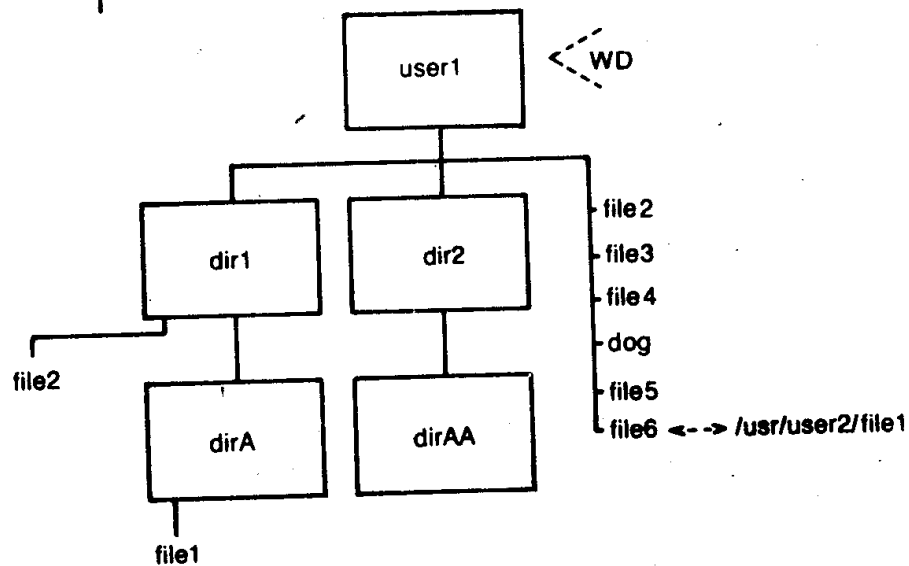 user1
WD
dir1
dir2
file2
file3
file4
dog
file5
file6 <--> /usr/user2/file1
file2
dirA
dirAA
file1